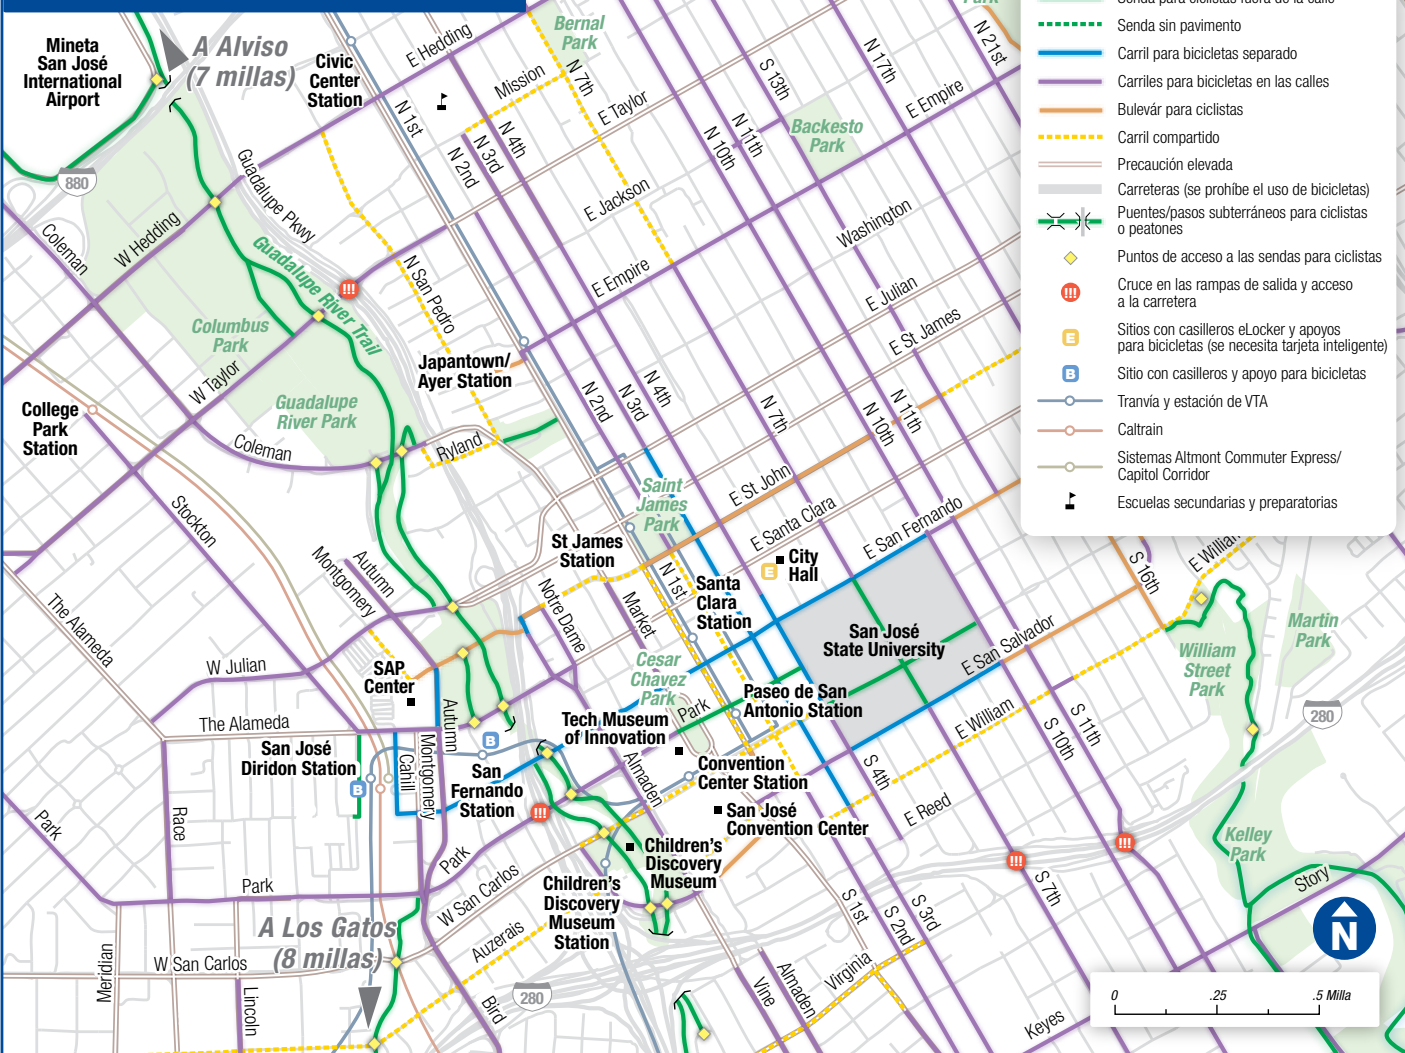 Mineta
San José
International
Airport
A Alviso
(7 millas)
Civic
Center
Station
E Hedding
Bernal
Park
Mission
N 7th
E Taylor
S 13th
N 17th
N 21st
E Empire
Park
Backesto
Park
N 10th
N 11th
N 1st
N 2nd
N 3rd
N 4th
880
Guadalupe Pkwy
Coleman
W Hedding
Guadalupe River Trail
E Jackson
Washington
E Empire
E Julian
E St James
N San Pedro
Columbus
Park
W Taylor
Guadalupe
River Park
Japantown/
Ayer Station
College
Park
Station
Coleman
Ryland
N 2nd
N 3rd
N 4th
N 7th
N 10th
N 11th
Stockton
Saint
James
Park
E St John
E Santa Clara
E San Fernando
St James
Station
City
Hall
E
N 1st
Santa
Clara
Station
Autumn
Montgomery
Notre Dame
Market
San José
State University
E San Salvador
S 16th
E William
Martin
Park
William
Street
Park
The Alameda
W Julian
SAP
Center
Cesar
Chavez
Park
Park
Paseo de San
Antonio Station
The Alameda
Autumn
Tech Museum
of Innovation
E William
S 10th
S 11th
280
San José
Diridon Station
B
B
Cahill
Montgomery
San
Fernando
Station
Almaden
Convention
Center Station
S 4th
E Reed
San José
Convention Center
Park
Race
Park
Children's
Discovery
Museum
Kelley
Park
Story
Park
W San Carlos
Children's
Discovery
Museum
Station
S 1st
S 2nd
S 3rd
S 7th
A Los Gatos
(8 millas)
Auzerais
Meridian
W San Carlos
Lincoln
280
Bird
Vine
Almaden
Virginia
Keyes
N
0
.25
.5 Milla
Senda para ciclistas fuera de la calle
Senda sin pavimento
Carril para bicicletas separado
Carriles para bicicletas en las calles
Bulevár para ciclistas
Carril compartido
Precaución elevada
Carreteras (se prohíbe el uso de bicicletas)
Puentes/pasos subterráneos para ciclistas
o peatones
Puntos de acceso a las sendas para ciclistas
!!! Cruce en las rampas de salida y acceso
a la carretera
E Sitios con casilleros eLocker y apoyos
para bicicletas (se necesita tarjeta inteligente)
B Sitio con casilleros y apoyo para bicicletas
Tranvía y estación de VTA
Caltrain
Sistemas Altmont Commuter Express/
Capitol Corridor
Escuelas secundarias y preparatorias